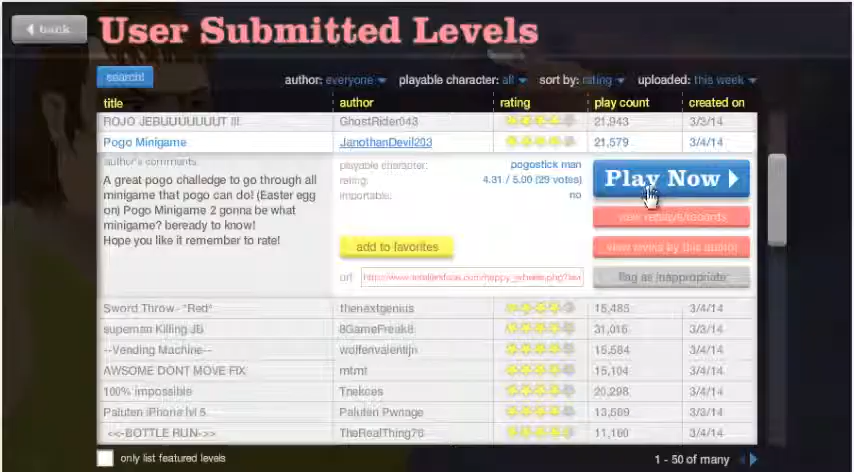 back
User Submitted Levels
search!
author: everyone playable character: all sort by: rating uploaded: this week
title author rating play count created on
ROJO JEBUUUUUUUT !!! GhostRider043 21,943 3/3/14
Pogo Minigame JanothanDevil203 21,579 3/4/14
author's comments:
A great pogo challedge to go through all
minigame that pogo can do! (Easter egg
on) Pogo Minigame 2 gonna be what
minigame? beready to know!
Hope you like it remember to rate!
playable character: pogostick man
rating: 4.31 / 5.00 (29 votes)
importable: no
add to favorites
url:
Play Now
view replays/records
view levels by this author
flag as inappropriate
Sword Throw - *Red* thenextgenius 15,485 3/4/14
superman Killing JB 8GameFreak8 31,016 3/4/14
--Vending Machine-- wolfenvalentijn 15,584 3/4/14
AWSOME DONT MOVE FIX mtmt 15,104 3/4/14
100% impossible Tnekces 20,298 3/4/14
Paluten iPhone lvl 5 Paluten Pwnage 13,569 3/4/14
<<-BOTTLE RUN->>> TheRealThing76 11,160 3/4/14
only list featured levels
1 - 50 of many